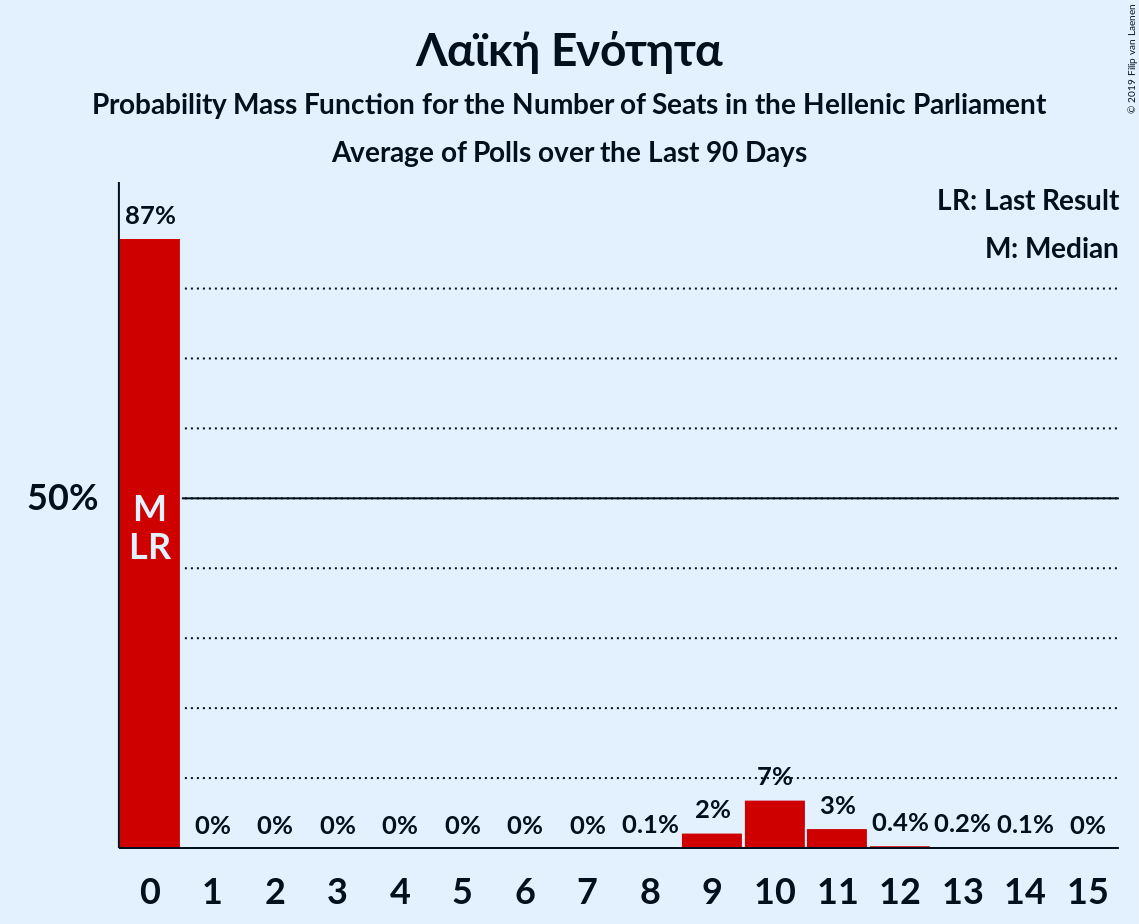 Λαϊκή Ενότητα
Probability Mass Function for the Number of Seats in the Hellenic Parliament
Average of Polls over the Last 90 Days
© 2019 Filip van Laenen
LR: Last Result
M: Median
87%
50%
M
LR
0% 0% 0% 0% 0% 0% 0% 0.1% 2% 7% 3% 0.4% 0.2% 0.1% 0%
0 1 2 3 4 5 6 7 8 9 10 11 12 13 14 15